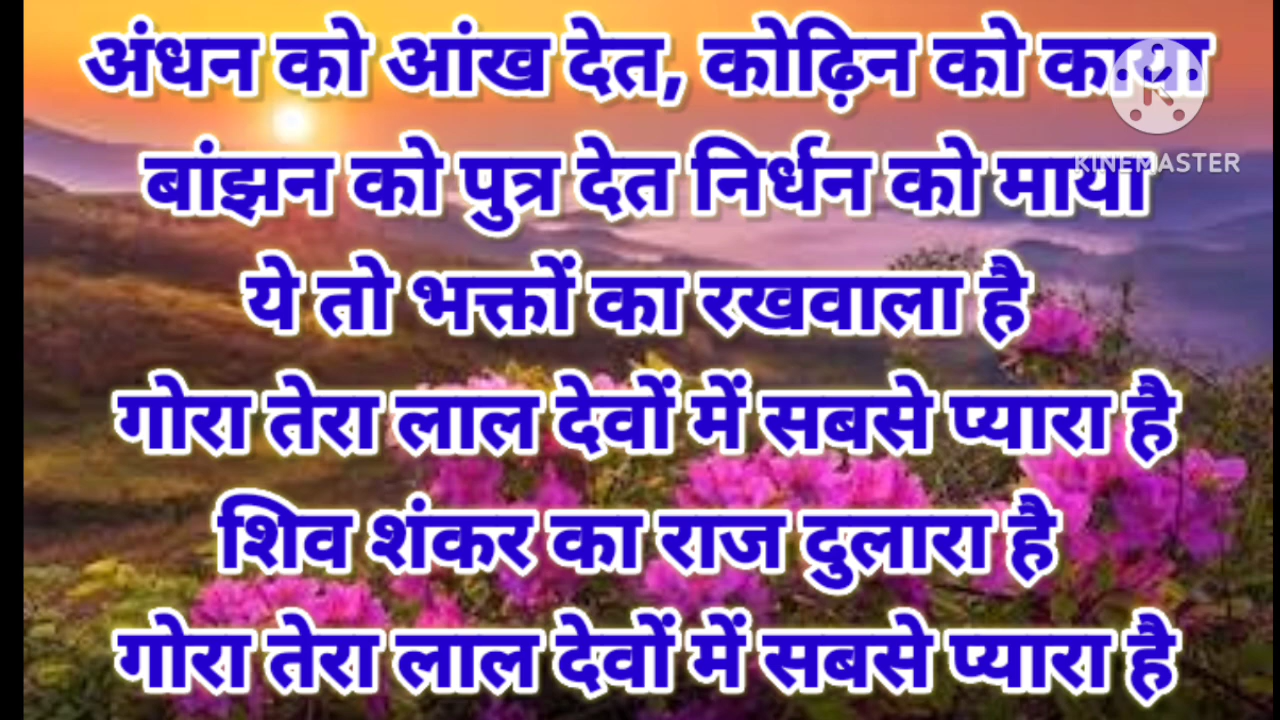 अंधन को आंख देत, कोढ़िन को काया
बांझन को पुत्र देत निर्धन को माया
ये तो भक्तों का रखवाला है
गोरा तेरा लाल देवों में सबसे प्यारा है
शिव शंकर का राज दुलारा है
गोरा तेरा लाल देवों में सबसे प्यारा है
KINEMASTER